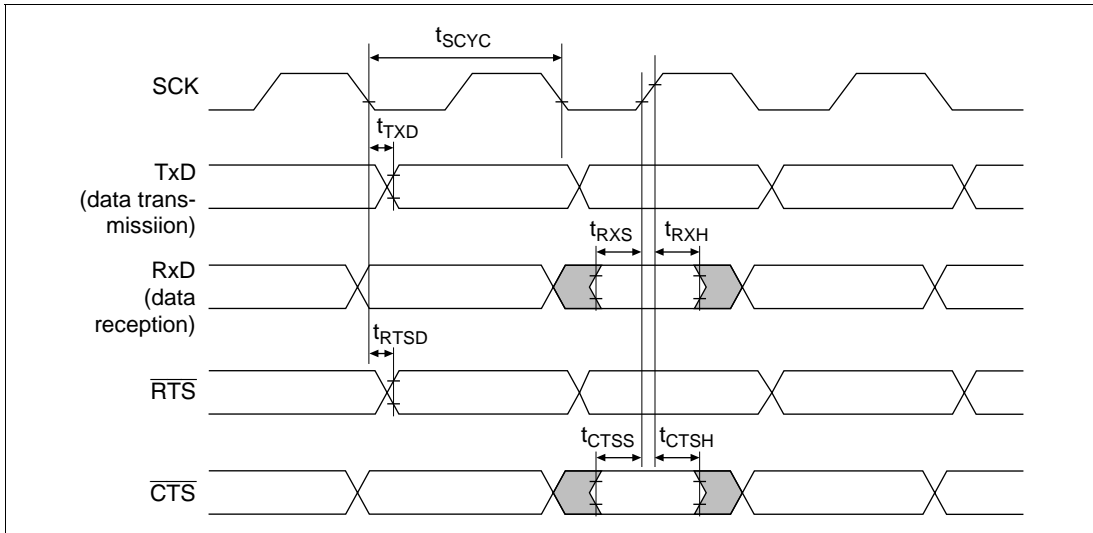 tSCYC
SCK
tTXD
TxD
(data trans-
missiion)
tRXS
tRXH
RxD
(data
reception)
tRTSD
RTS
tCTSS
tCTSH
CTS